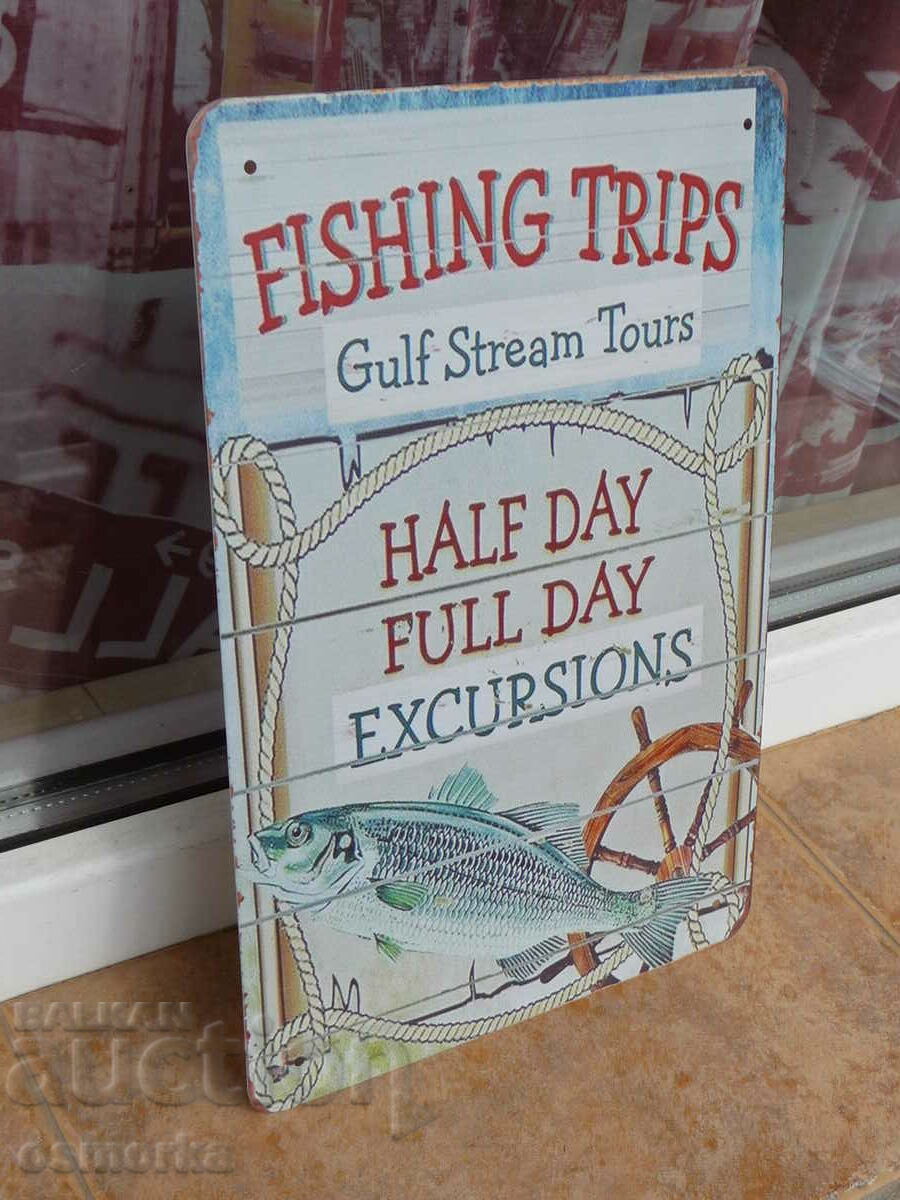 FISHING TRIPS
Gulf Stream Tours
HALF DAY
FULL DAY
EXCURSIONS
BALKAN
auction
osmorka